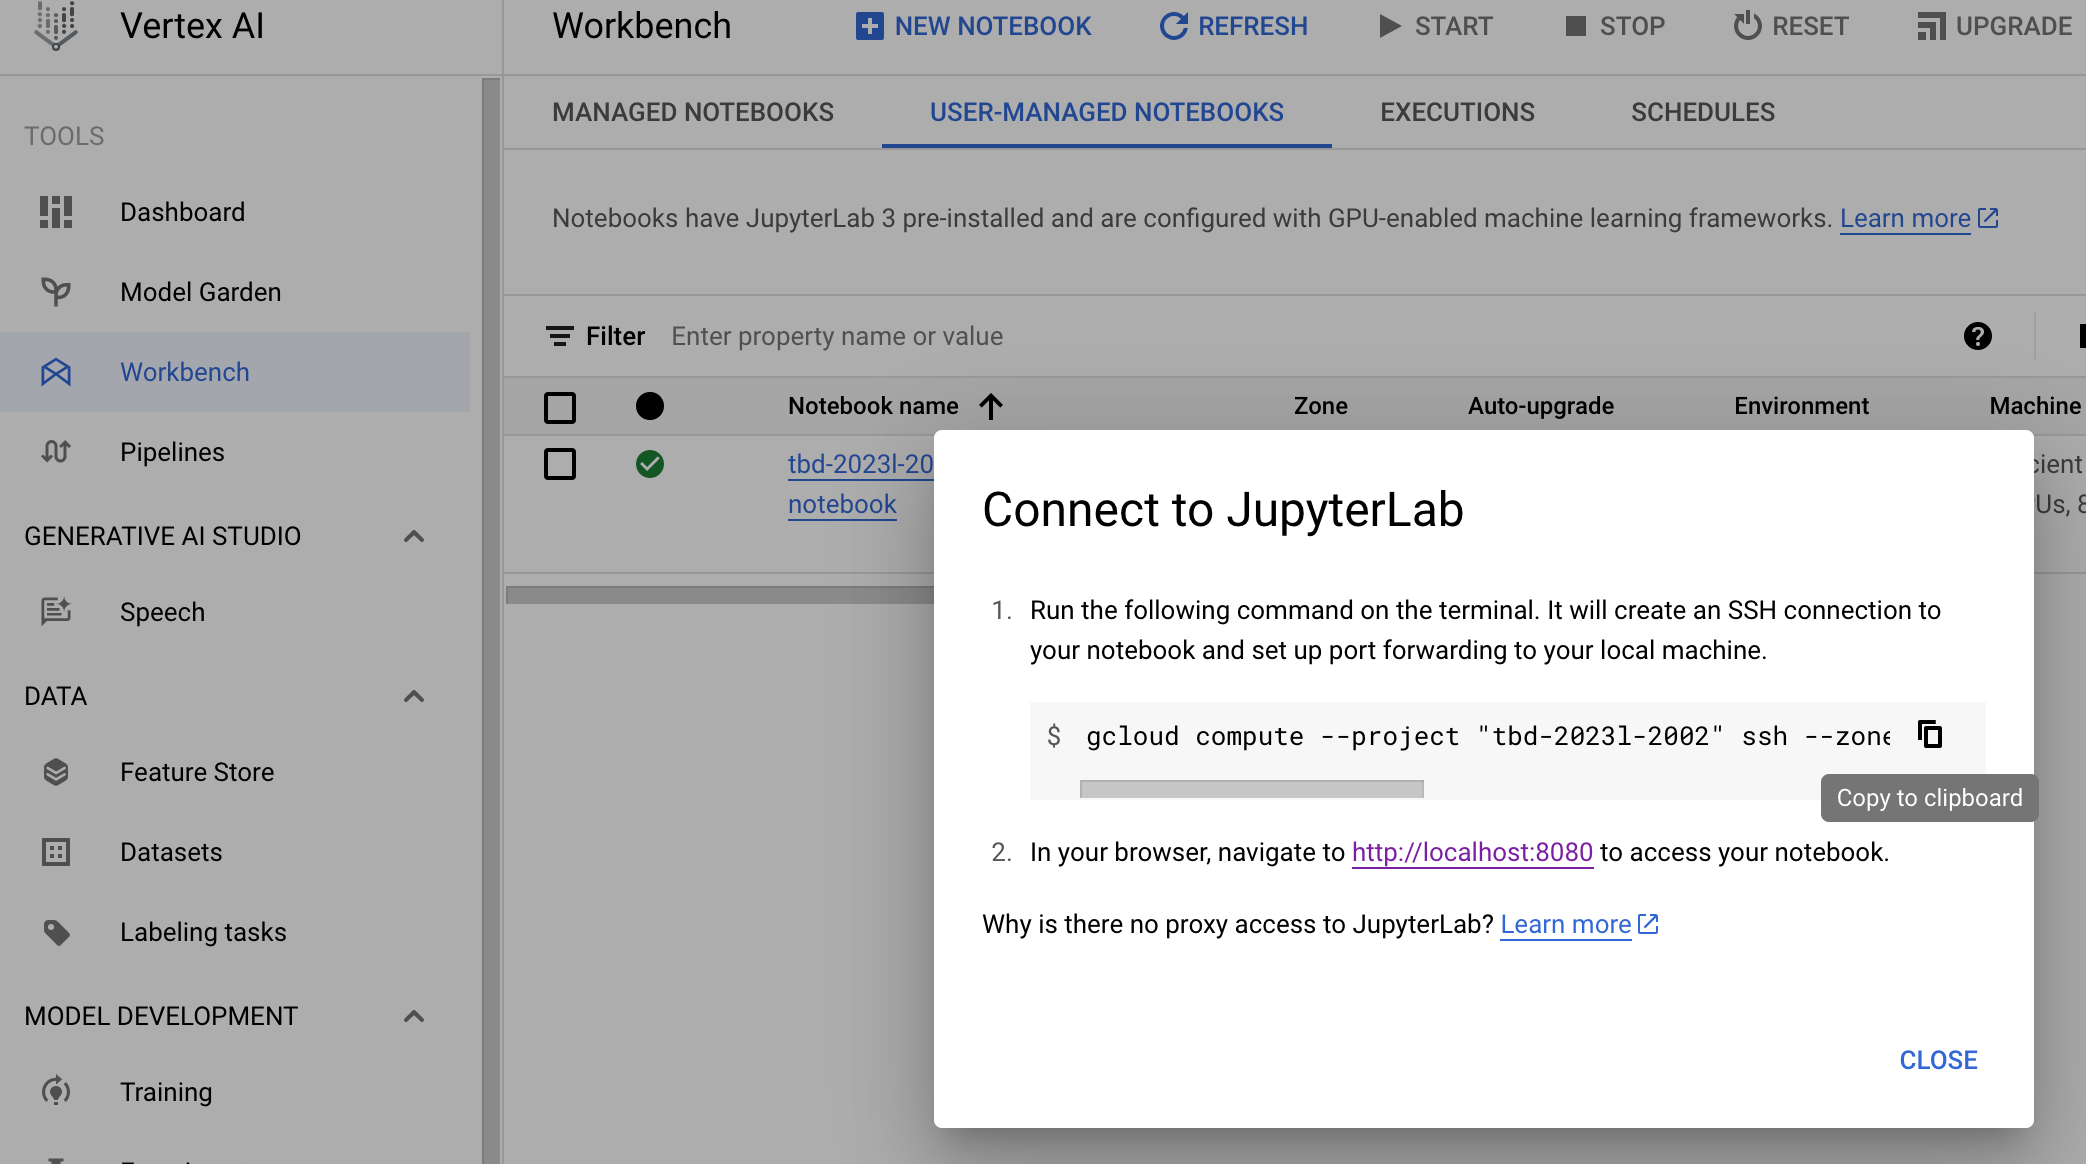 Vertex AI
TOOLS
Dashboard
Model Garden
Workbench
Pipelines
GENERATIVE AI STUDIO
Speech
DATA
Feature Store
Datasets
Labeling tasks
MODEL DEVELOPMENT
Training
Workbench
NEW NOTEBOOK
REFRESH
START
STOP
RESET
UPGRADE
MANAGED NOTEBOOKS
USER-MANAGED NOTEBOOKS
EXECUTIONS
SCHEDULES
Notebooks have JupyterLab 3 pre-installed and are configured with GPU-enabled machine learning frameworks. Learn more
Filter Enter property name or value
Notebook name
Zone
Auto-upgrade
Environment
Machine
tbd-2023l-20
notebook
cient
Us, 8
Connect to JupyterLab
1. Run the following command on the terminal. It will create an SSH connection to
your notebook and set up port forwarding to your local machine.
$ gcloud compute --project "tbd-2023l-2002" ssh --zone
Copy to clipboard
2. In your browser, navigate to http://localhost:8080 to access your notebook.
Why is there no proxy access to JupyterLab? Learn more
CLOSE